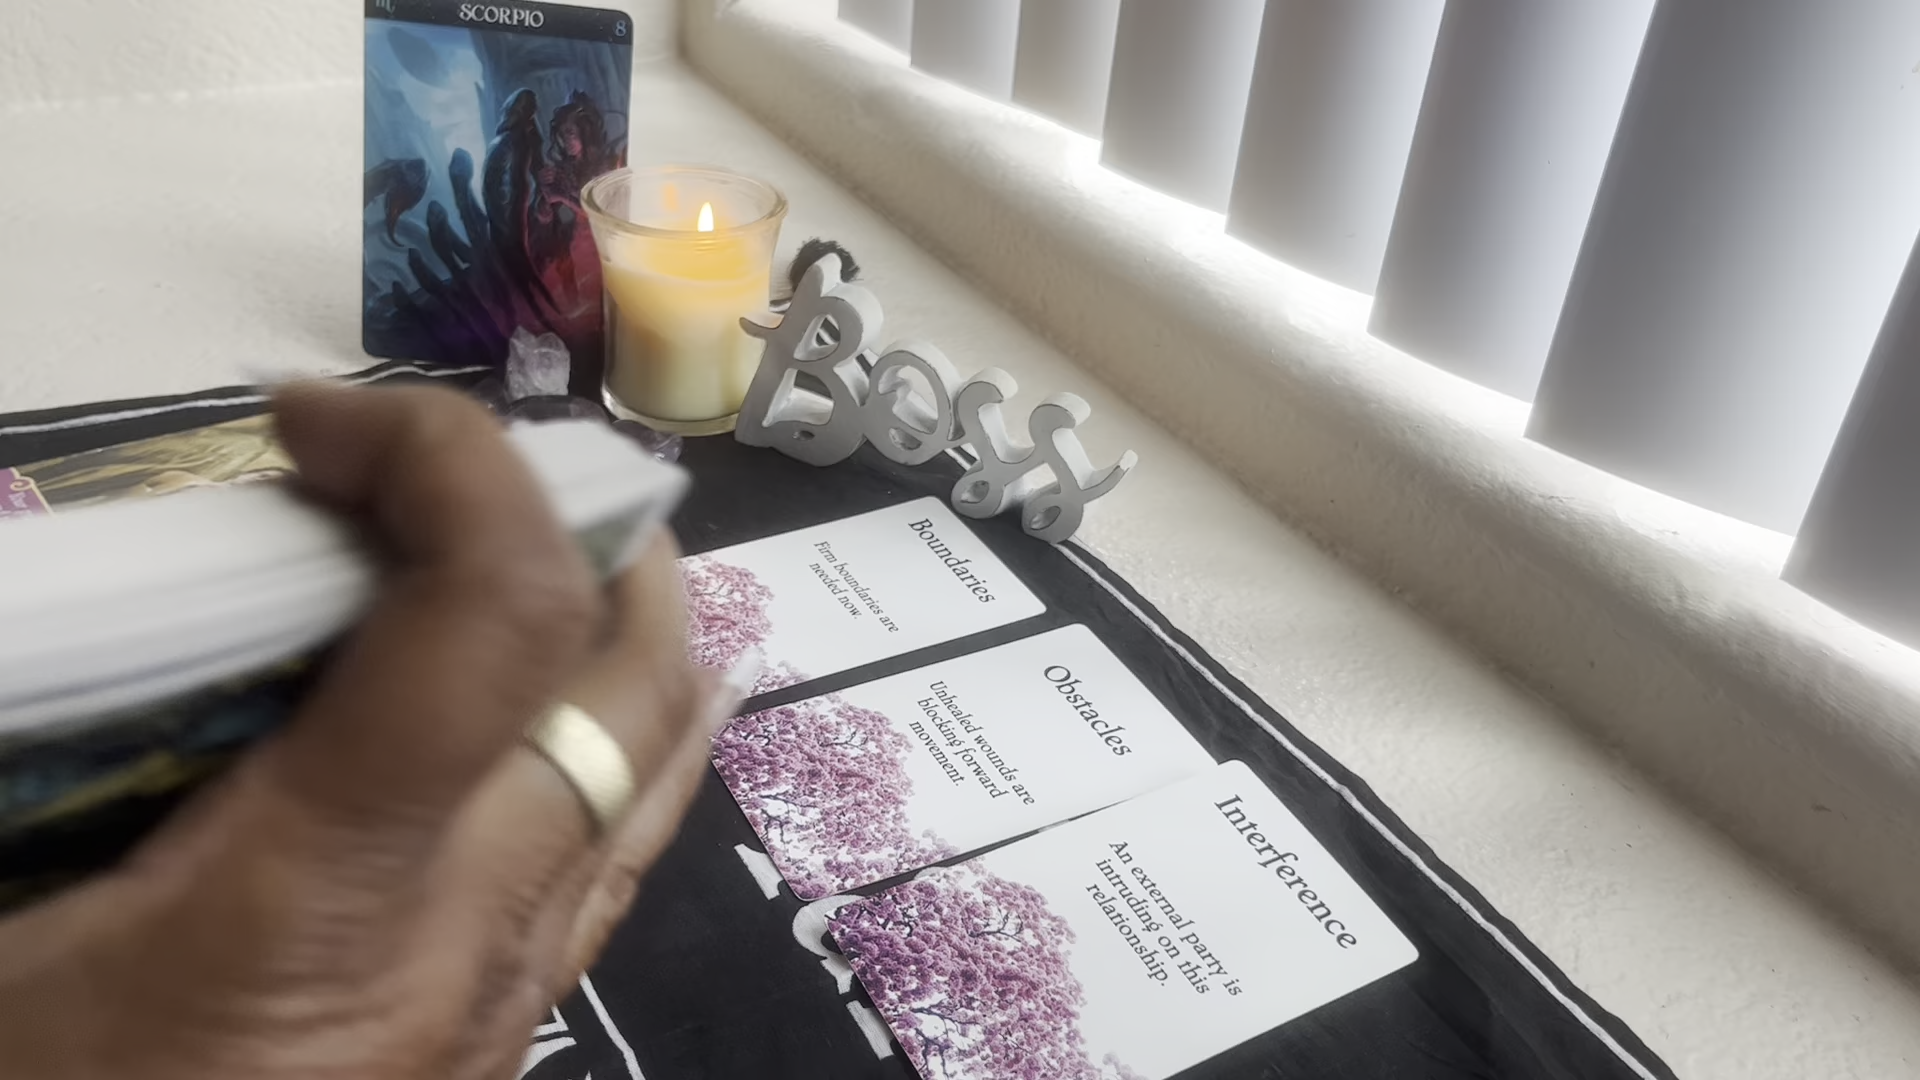 SCORPIO
8
Boss
Boundaries
Firm boundaries are
needed now.
Obstacles
Unhealed wounds are
blocking forward
movement.
Interference
An external party is
intruding on this
relationship.